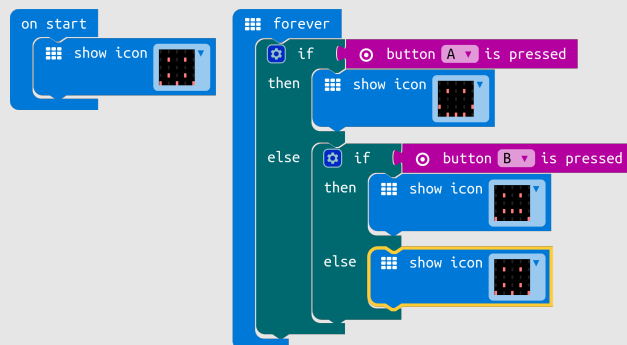 on start
show icon
forever
if button A is pressed
then show icon
else if button B is pressed
then show icon
else show icon